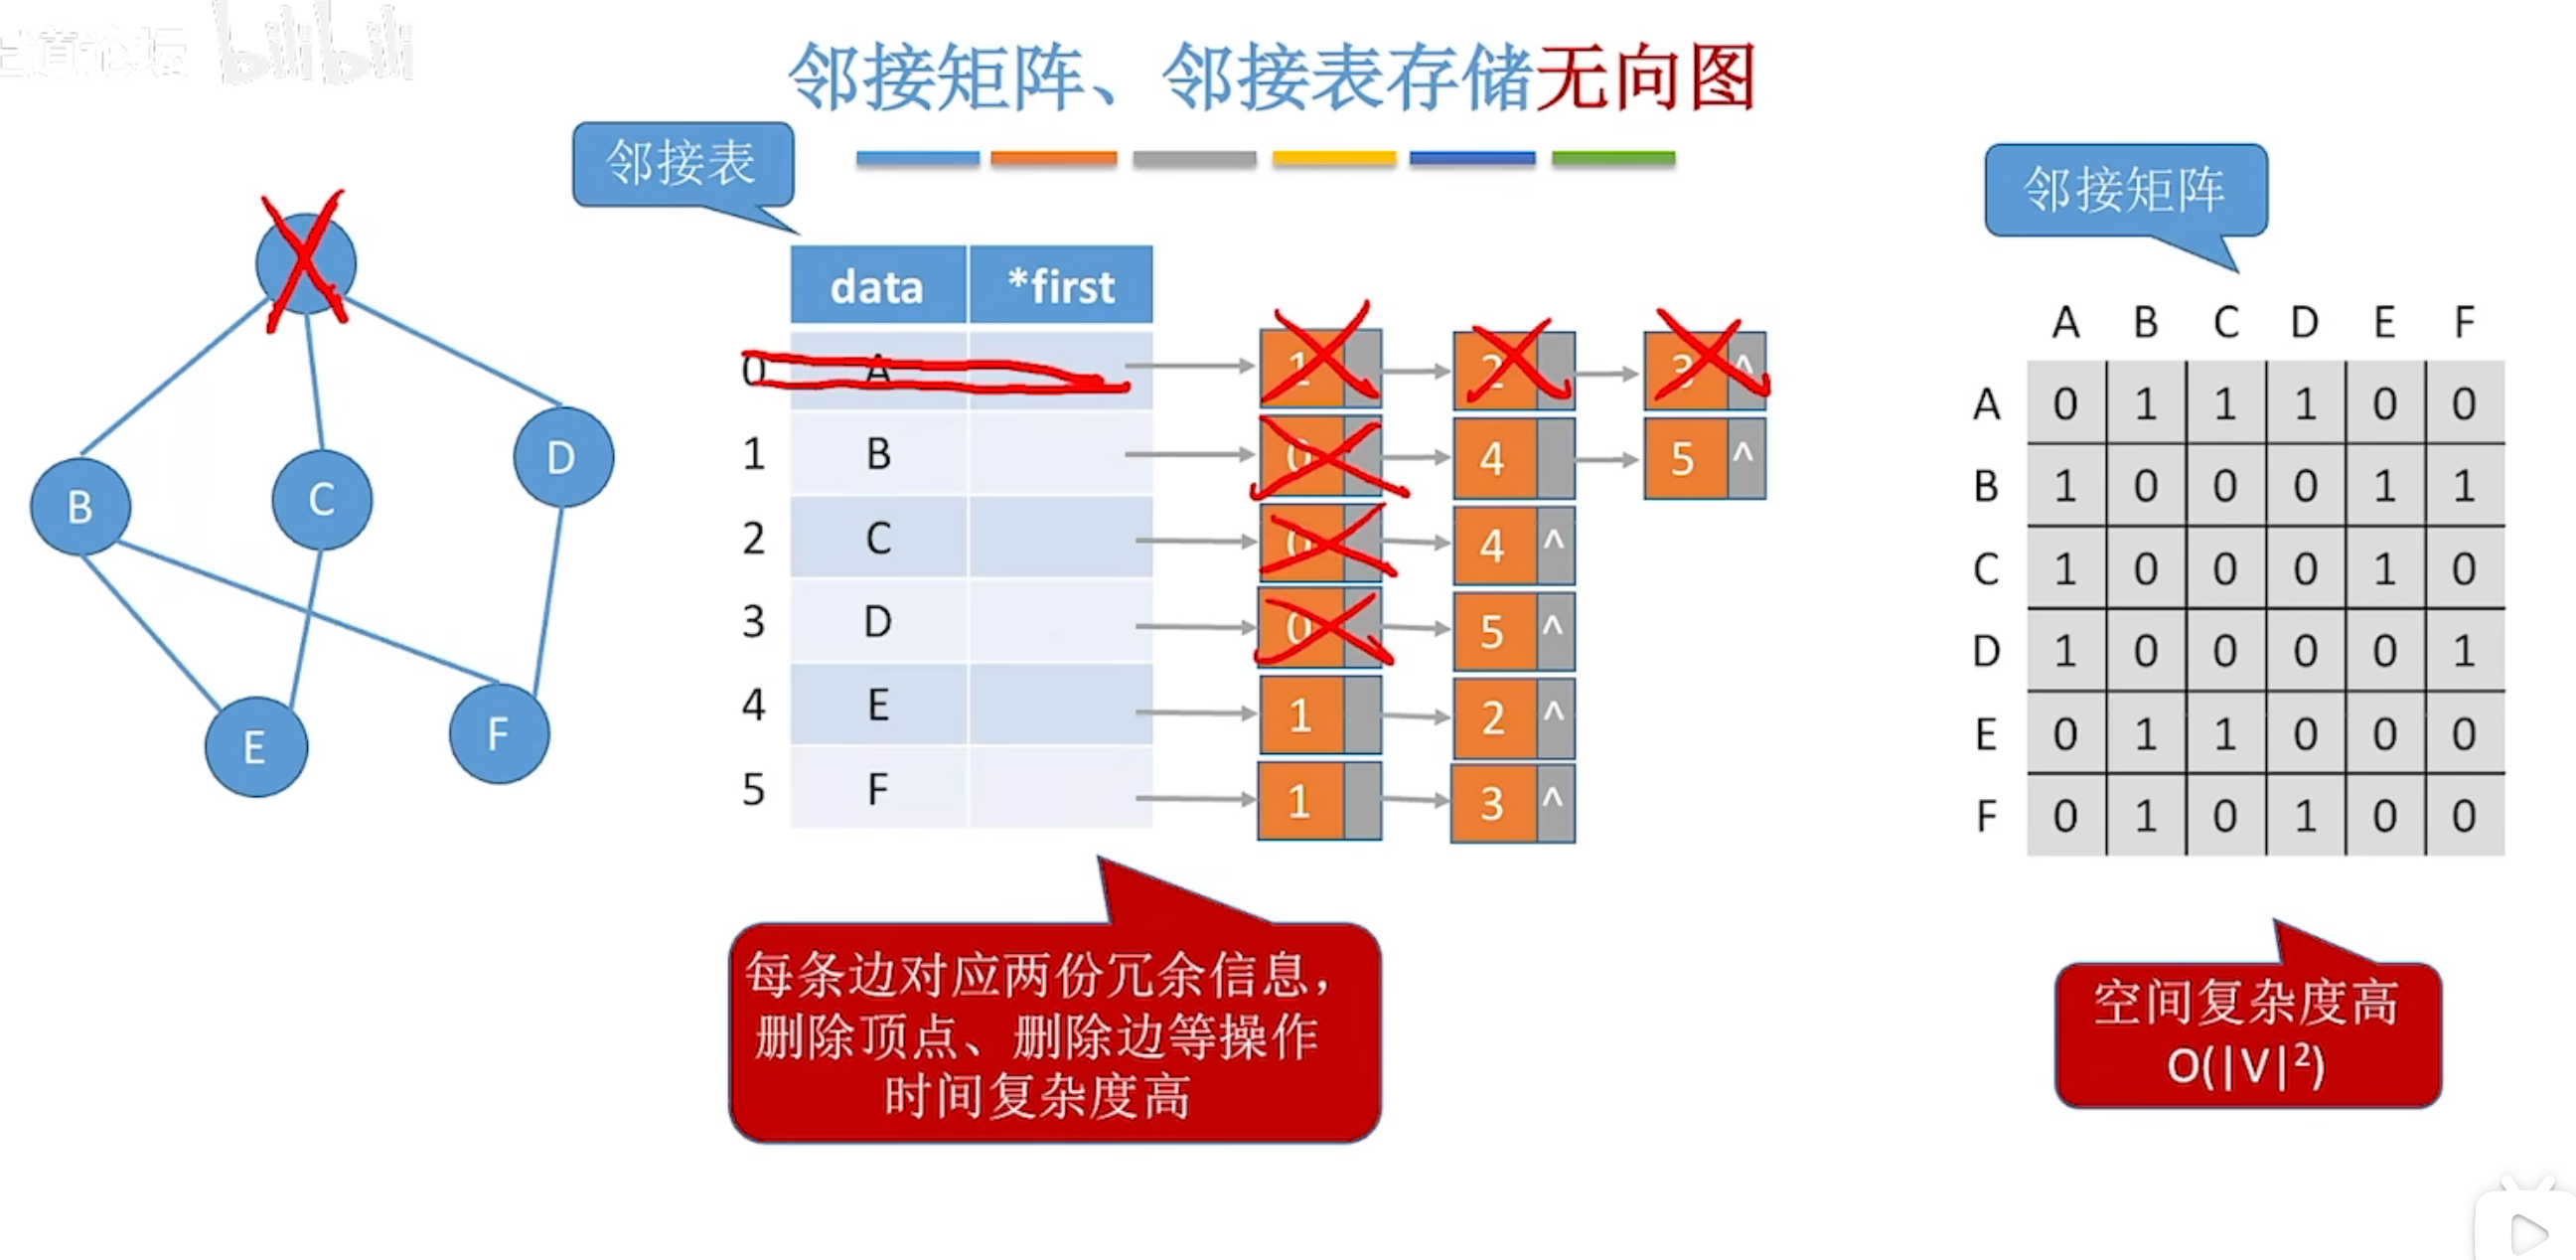 bilibili
邻接矩阵、邻接表存储无向图
邻接表
邻接矩阵
B
C
D
E
F
data *first
0 A 1 2 3 ^
1 B 0 4 5 ^
2 C 0 4 ^
3 D 0 5 ^
4 E 1 2 ^
5 F 1 3 ^
A B C D E F
A 0 1 1 1 0 0
B 1 0 0 0 1 1
C 1 0 0 0 1 0
D 1 0 0 0 0 1
E 0 1 1 0 0 0
F 0 1 0 1 0 0
每条边对应两份冗余信息，
删除顶点、删除边等操作
时间复杂度高
空间复杂度高
O(|V|²)